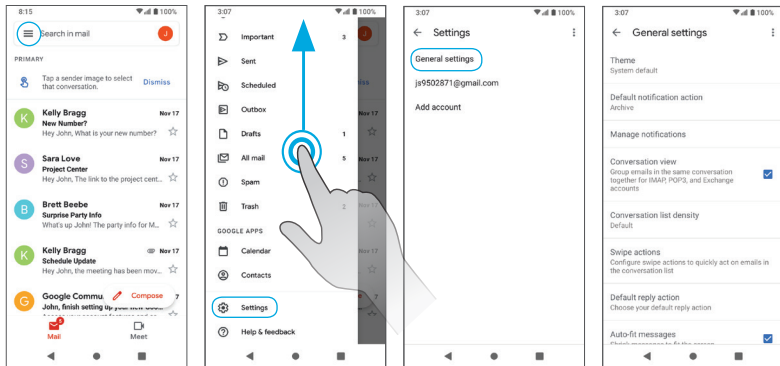 8:15
100%
Search in mail
J
PRIMARY
Tap a sender image to select
that conversation.
Dismiss
K
Kelly Bragg
Nov 17
New Number?
Hey John, What is your new number?
S
Sara Love
Nov 17
Project Center
Hey John, The link to the project cent...
B
Brett Beebe
Nov 17
Surprise Party Info
What's up John! The party info for M...
K
Kelly Bragg
Nov 17
Schedule Update
Hey John, the meeting has been mov...
G
Google Commu
7
John, finish setting up your new Goo...
Compose
Mail
Meet
3:07
100%
Important
3
Sent
Scheduled
Outbox
Drafts
1
All mail
5
Spam
Trash
2
GOOGLE APPS
Calendar
Contacts
Settings
Help & feedback
Nov 17
Nov 17
7
3:07
100%
Settings
General settings
js9502871@gmail.com
Add account
3:07
100%
General settings
Theme
System default
Default notification action
Archive
Manage notifications
Conversation view
Group emails in the same conversation
together for IMAP, POP3, and Exchange
accounts
Conversation list density
Default
Swipe actions
Configure swipe actions to quickly act on emails in
the conversation list
Default reply action
Choose your default reply action
Auto-fit messages